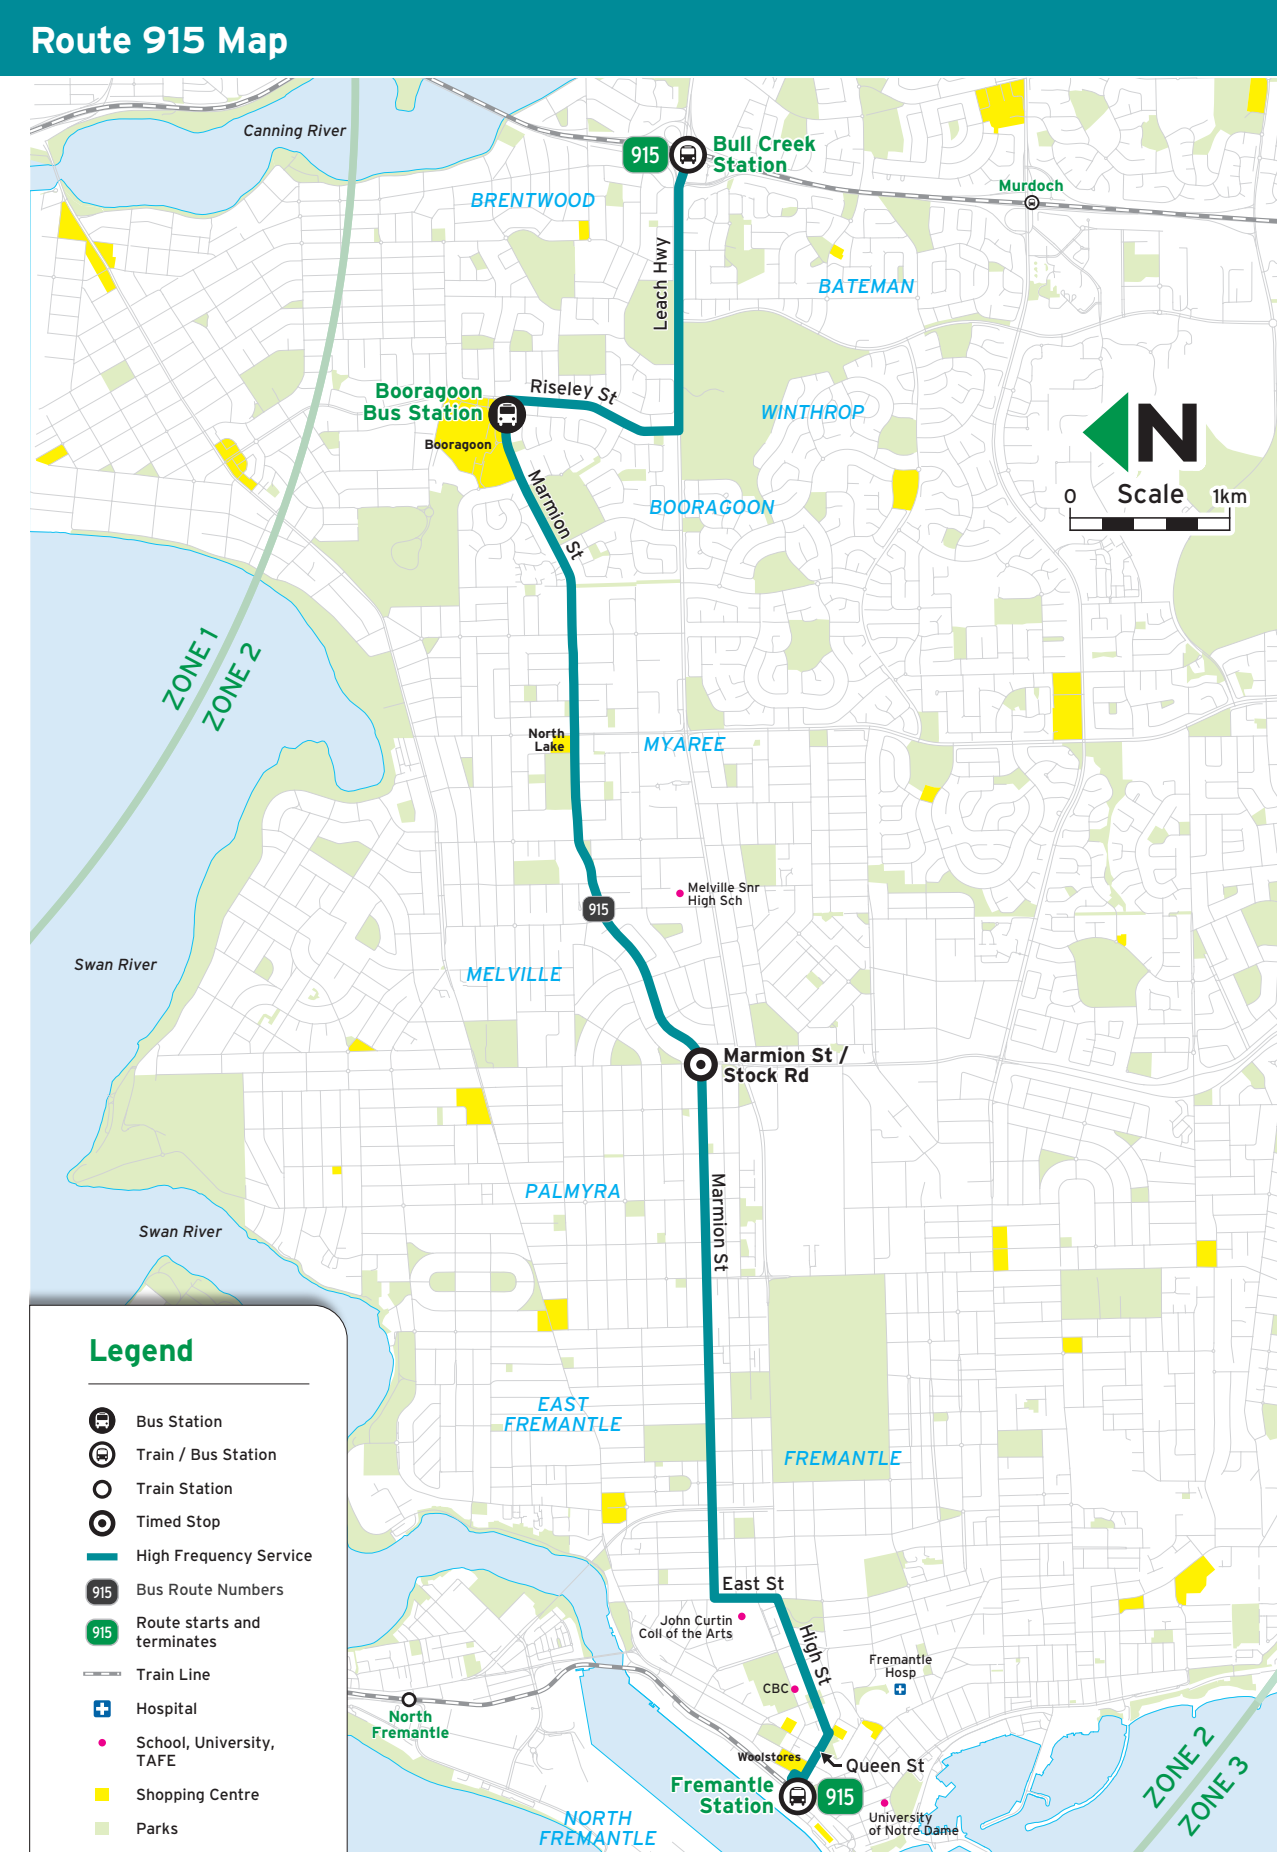 Route 915 Map
Canning River
915
Bull Creek
Station
Murdoch
BRENTWOOD
Leach Hwy
BATEMAN
Booragoon
Bus Station
Riseley St
Booragoon
WINTHROP
N
0 Scale 1km
Marmion St
BOORAGOON
ZONE 1
ZONE 2
North
Lake
MYAREE
Melville Snr
High Sch
915
Swan River
MELVILLE
Marmion St /
Stock Rd
PALMYRA
Marmion St
Swan River
EAST
FREMANTLE
FREMANTLE
East St
John Curtin
Coll of the Arts
High St
Fremantle
Hosp
CBC
North
Fremantle
Woolstores
Queen St
Fremantle
Station
915
University
of Notre Dame
NORTH
FREMANTLE
ZONE 2
ZONE 3
Legend
Bus Station
Train / Bus Station
Train Station
Timed Stop
High Frequency Service
915 Bus Route Numbers
915 Route starts and
terminates
Train Line
Hospital
School, University,
TAFE
Shopping Centre
Parks